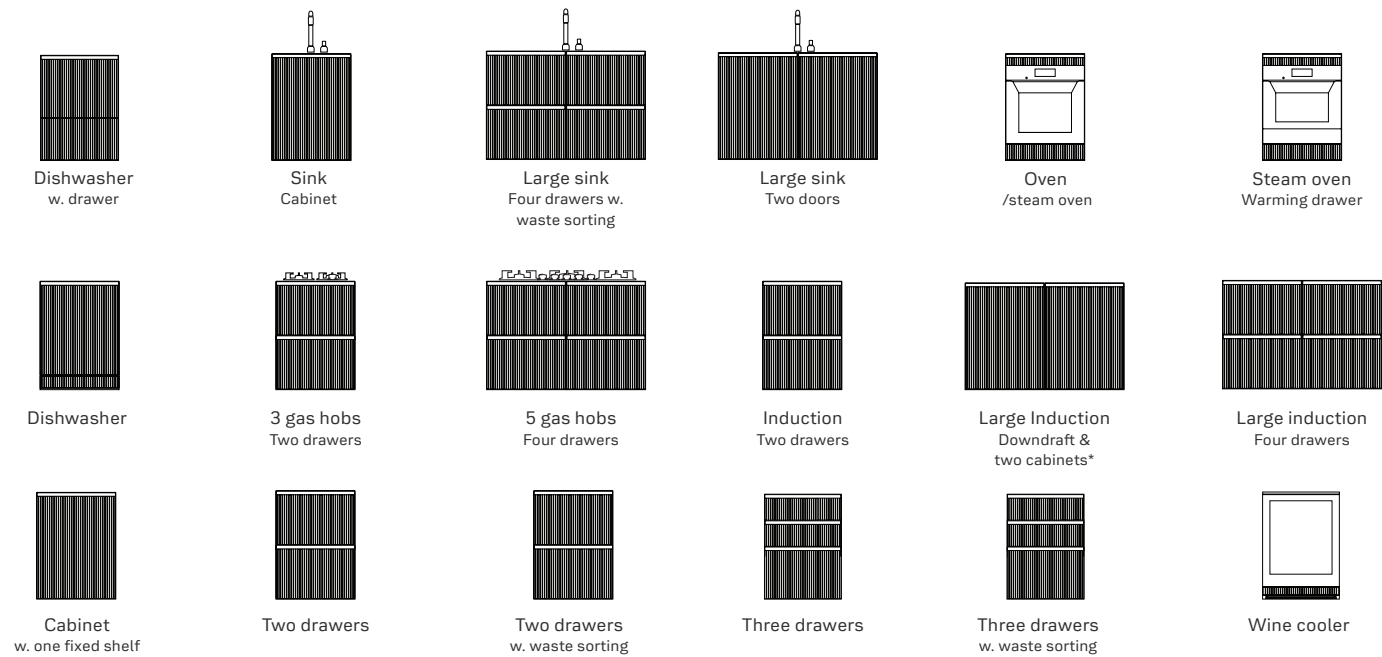 Dishwasher
w. drawer
Sink
Cabinet
Large sink
Four drawers w.
waste sorting
Large sink
Two doors
Oven
/steam oven
Steam oven
Warming drawer
Dishwasher
3 gas hobs
Two drawers
5 gas hobs
Four drawers
Induction
Two drawers
Large Induction
Downdraft &
two cabinets*
Large induction
Four drawers
Cabinet
w. one fixed shelf
Two drawers
Two drawers
w. waste sorting
Three drawers
Three drawers
w. waste sorting
Wine cooler